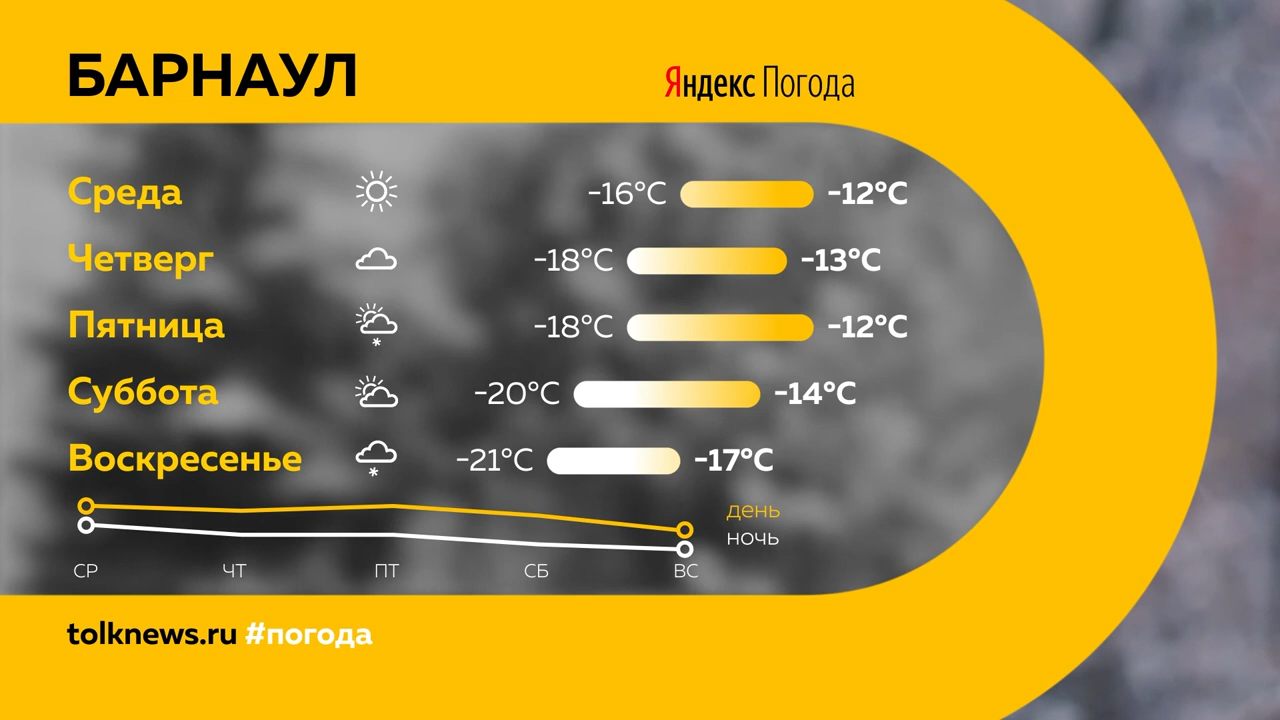 БАРНАУЛ
Яндекс Погода
Среда -16°C -12°C
Четверг -18°C -13°C
Пятница -18°C -12°C
Суббота -20°C -14°C
Воскресенье -21°C -17°C
день
ночь
СР ЧТ ПТ СБ ВС
tolknews.ru #погода